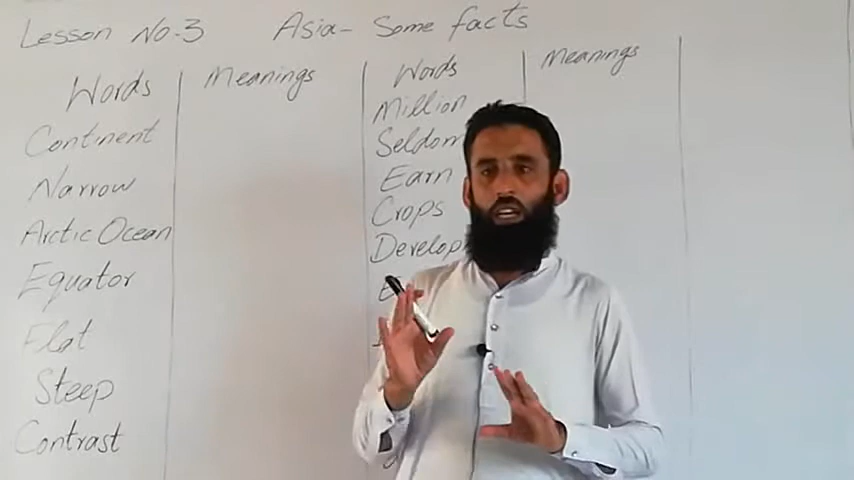 Lesson No.3 Asia- Some facts
Words Meanings Words Meanings
Continent
Narrow
Arctic Ocean
Equator
Flat
Steep
Contrast
Million
Seldom
Earn
Crops
Develop